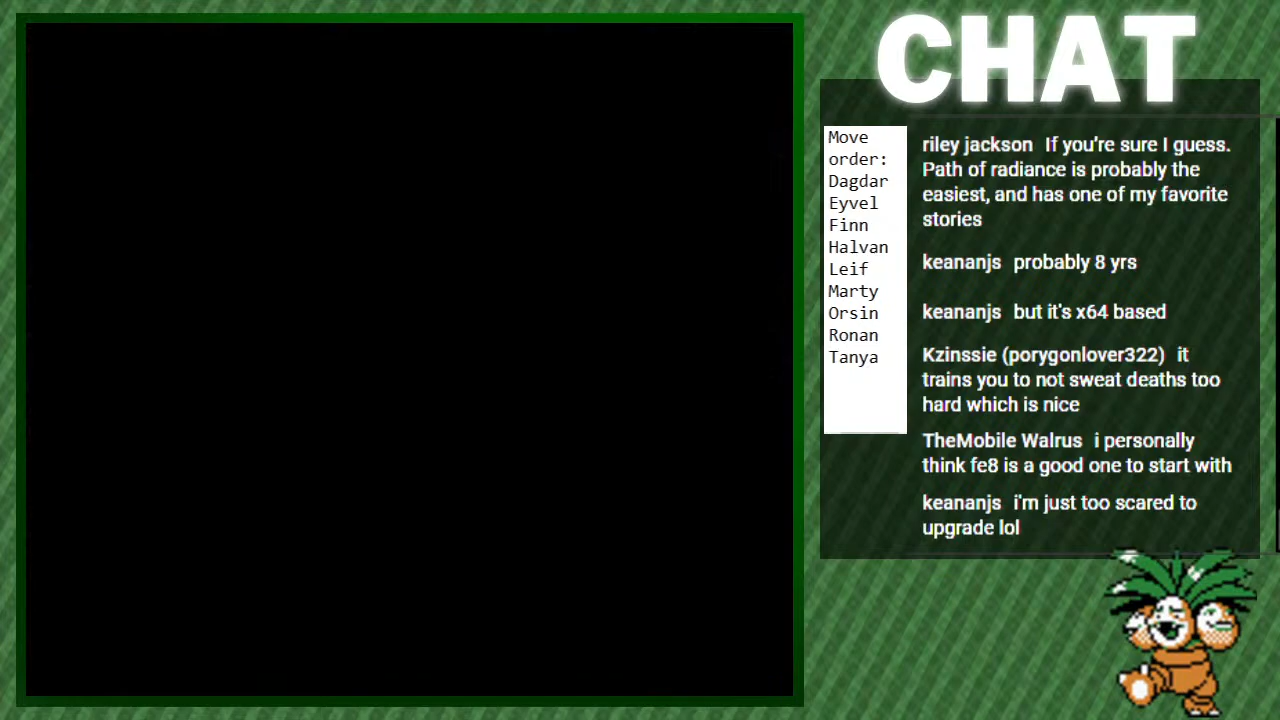 CHAT
Move
order:
Dagdar
Eyvel
Finn
Halvan
Leif
Marty
Orsin
Ronan
Tanya
riley jackson If you're sure I guess.
Path of radiance is probably the
easiest, and has one of my favorite
stories
keananjs probably 8 yrs
keananjs but it's x64 based
Kzinssie (porygonlover322) it
trains you to not sweat deaths too
hard which is nice
TheMobile Walrus i personally
think fe8 is a good one to start with
keananjs i'm just too scared to
upgrade lol